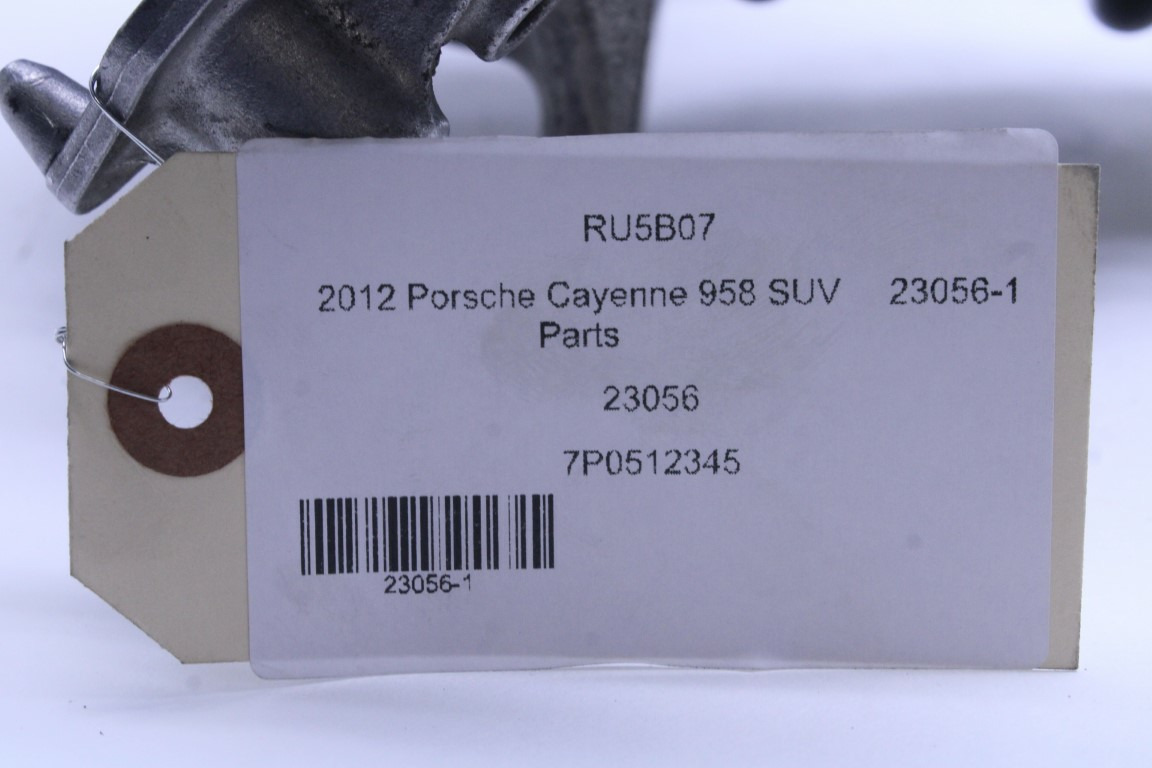 RU5B07
2012 Porsche Cayenne 958 SUV 23056-1
Parts
23056
7P0512345
23056-1